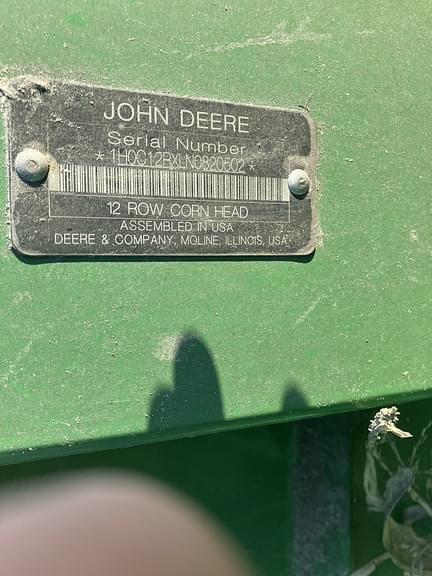 JOHN DEERE
Serial Number
*1H0C12RXLN0820502*
12 ROW CORN HEAD
ASSEMBLED IN USA
DEERE & COMPANY, MOLINE, ILLINOIS, USA